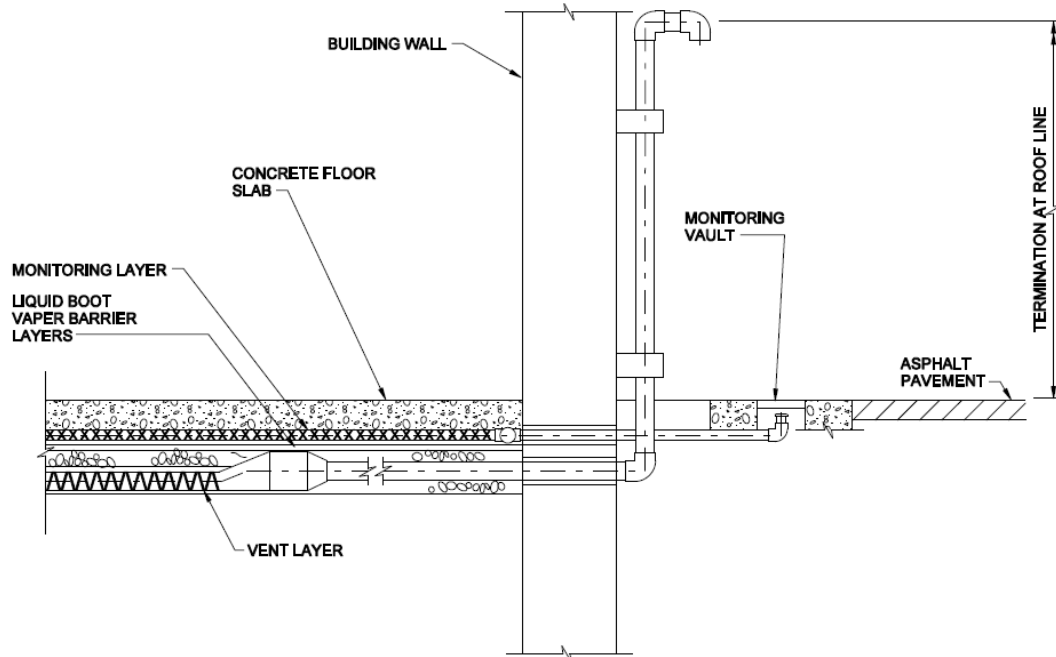 BUILDING WALL
CONCRETE FLOOR
SLAB
MONITORING LAYER
LIQUID BOOT
VAPER BARRIER
LAYERS
VENT LAYER
MONITORING
VAULT
ASPHALT
PAVEMENT
TERMINATION AT ROOF LINE